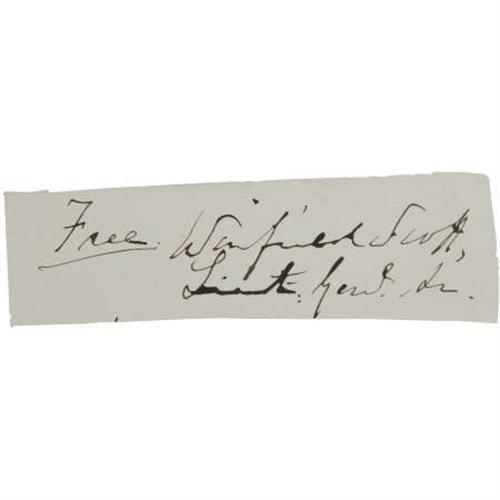 Free. Winfield Scott,
Lieut. Genl. &c.